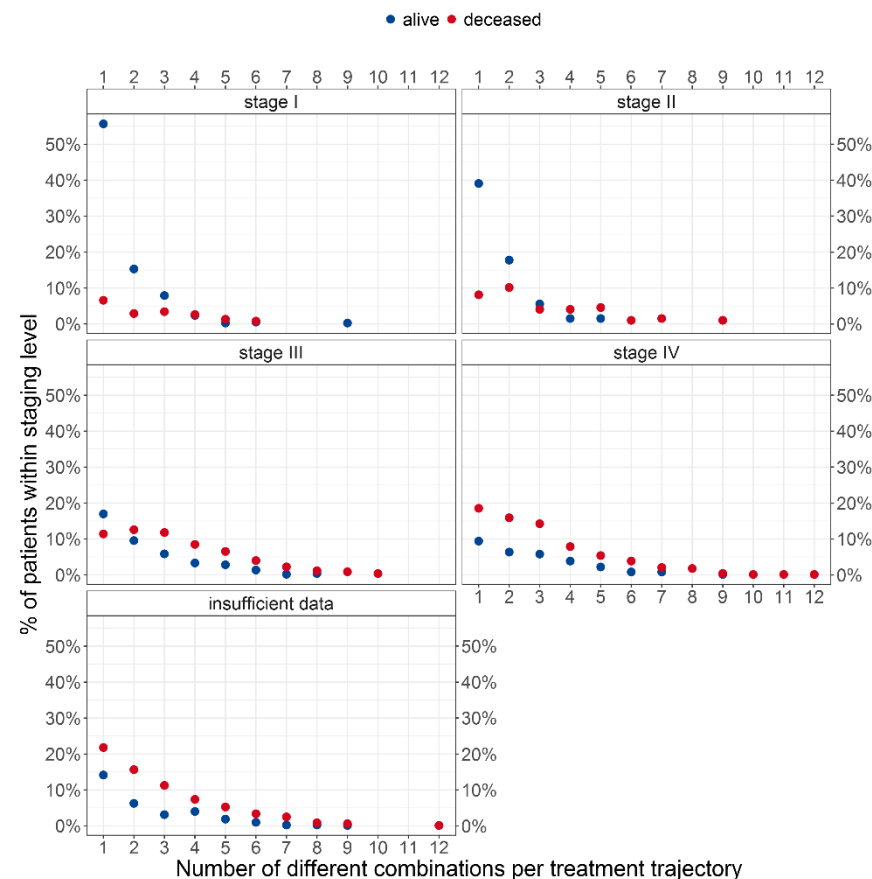 alive deceased
1 2 3 4 5 6 7 8 9 10 11 12 1 2 3 4 5 6 7 8 9 10 11 12
stage I stage II
50% 50%
40% 40%
30% 30%
20% 20%
10% 10%
0% 0%
% of patients within staging level
stage III stage IV
50% 50%
40% 40%
30% 30%
20% 20%
10% 10%
0% 0%
1 2 3 4 5 6 7 8 9 10 11 12
insufficient data
50% 50%
40% 40%
30% 30%
20% 20%
10% 10%
0% 0%
1 2 3 4 5 6 7 8 9 10 11 12
Number of different combinations per treatment trajectory